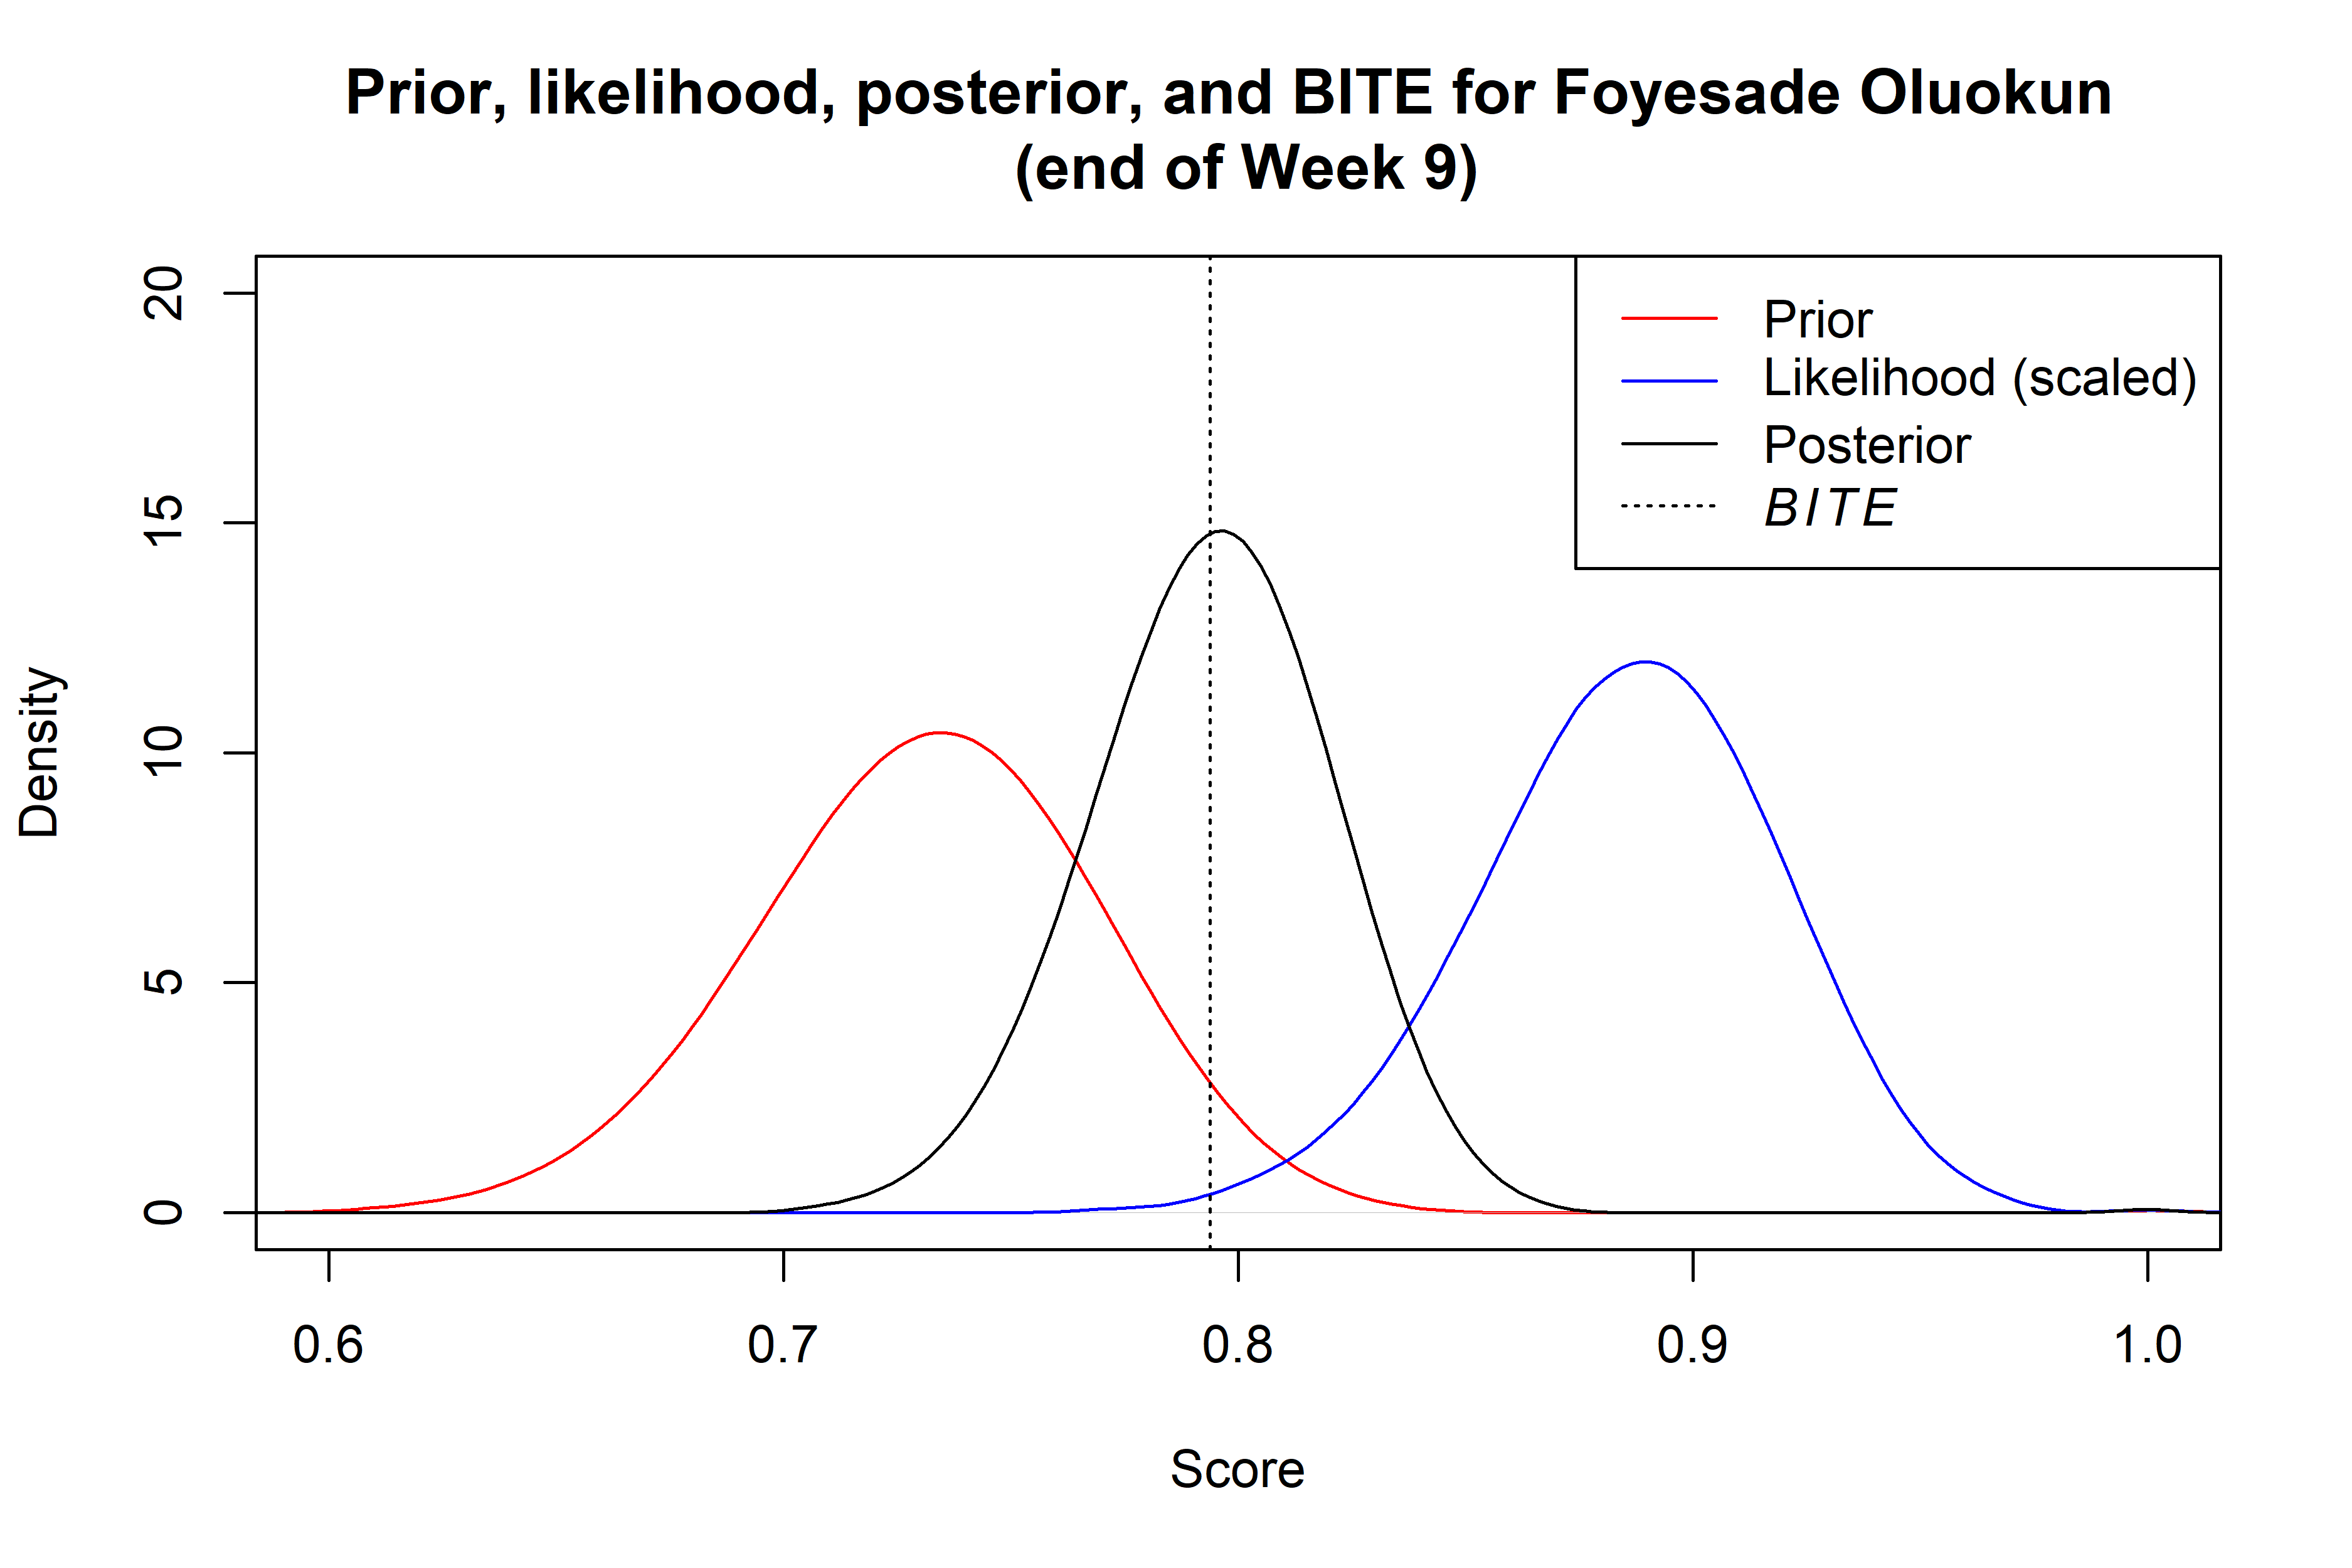 Prior, likelihood, posterior, and BITE for Foyesade Oluokun
(end of Week 9)
Prior
Likelihood (scaled)
Posterior
BITE
Density
20
15
10
5
0
0.6
0.7
0.8
0.9
1.0
Score